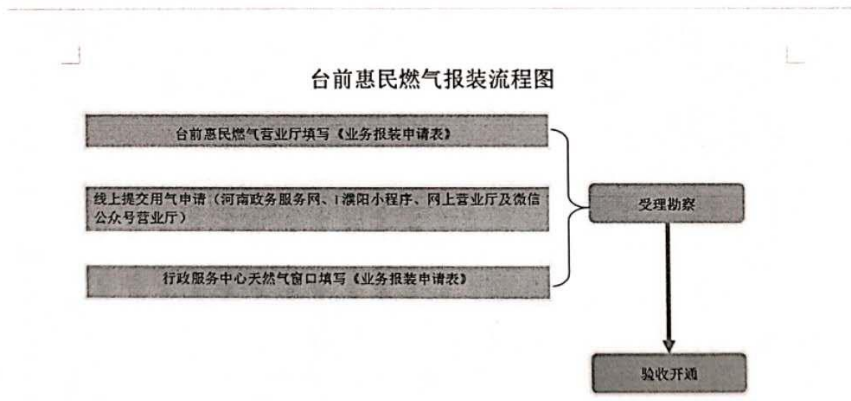 台前惠民燃气报装流程图
台前惠民燃气营业厅填写《业务报装申请表》
线上提交用气申请（河南政务服务网、i濮阳小程序、网上营业厅及微信
公众号营业厅）
受理勘察
行政服务中心天然气窗口填写《业务报装申请表》
验收开通